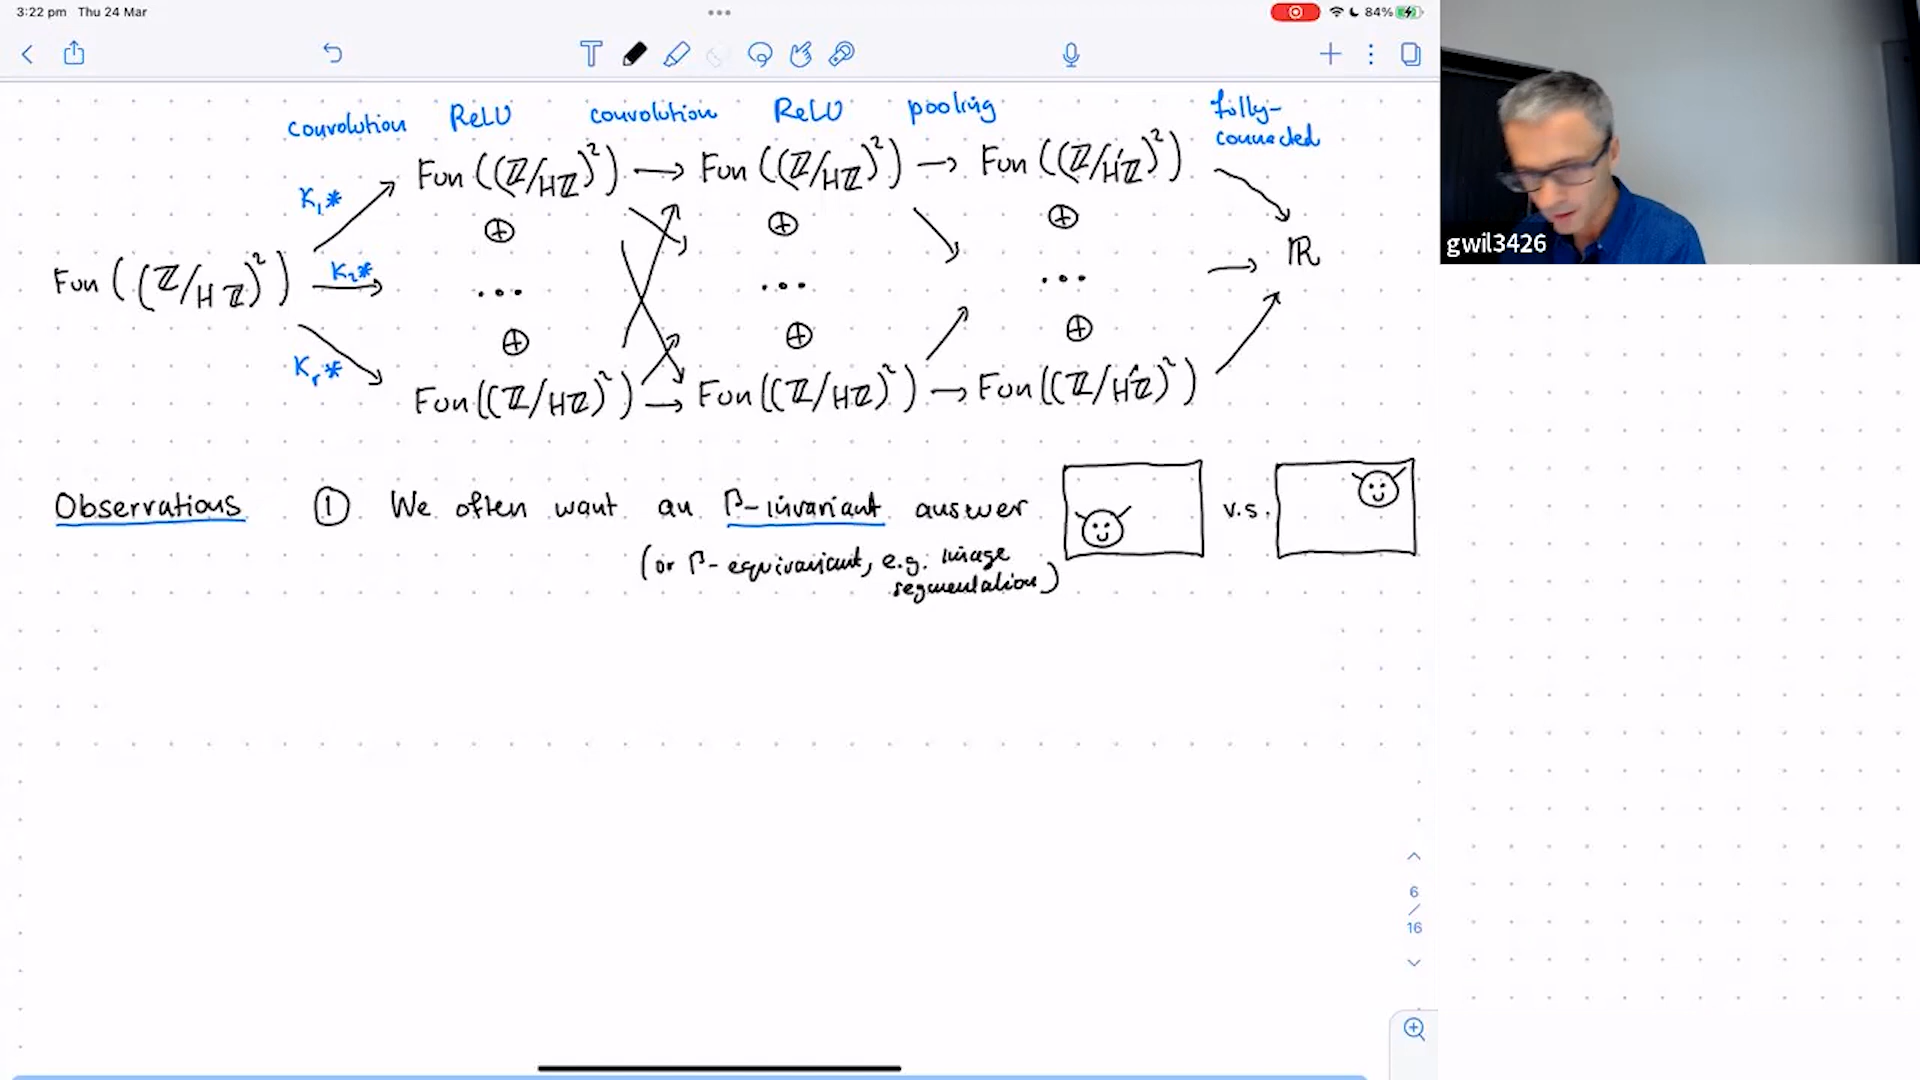 3:22 pm Thu 24 Mar
84%
convolution ReLU convolution ReLU pooling fully-connected
K₁* Fun((ℤ/Hℤ)²) → Fun((ℤ/Hℤ)²) → Fun((ℤ/H'ℤ)²)
⊕ ⊕ ⊕
Fun((ℤ/Hℤ)²) K₂* ... ... ... ℝ
⊕ ⊕ ⊕
Kᵣ* Fun((ℤ/Hℤ)²) → Fun((ℤ/Hℤ)²) → Fun((ℤ/H'ℤ)²)
Observations ① We often want an Γ-invariant answer v.s.
(or Γ-equivariant, e.g. image
segmentation)
gwil3426
6
/
16